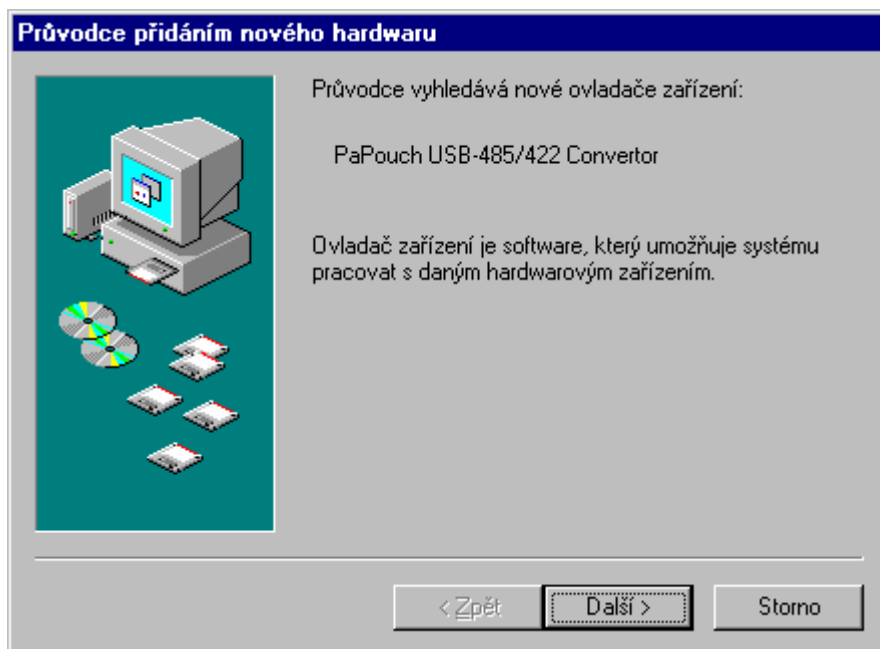 Průvodce přidáním nového hardwaru
Průvodce vyhledává nové ovladače zařízení:
PaPouch USB-485/422 Convertor
Ovladač zařízení je software, který umožňuje systému
pracovat s daným hardwarovým zařízením.
< Zpět
Další >
Storno